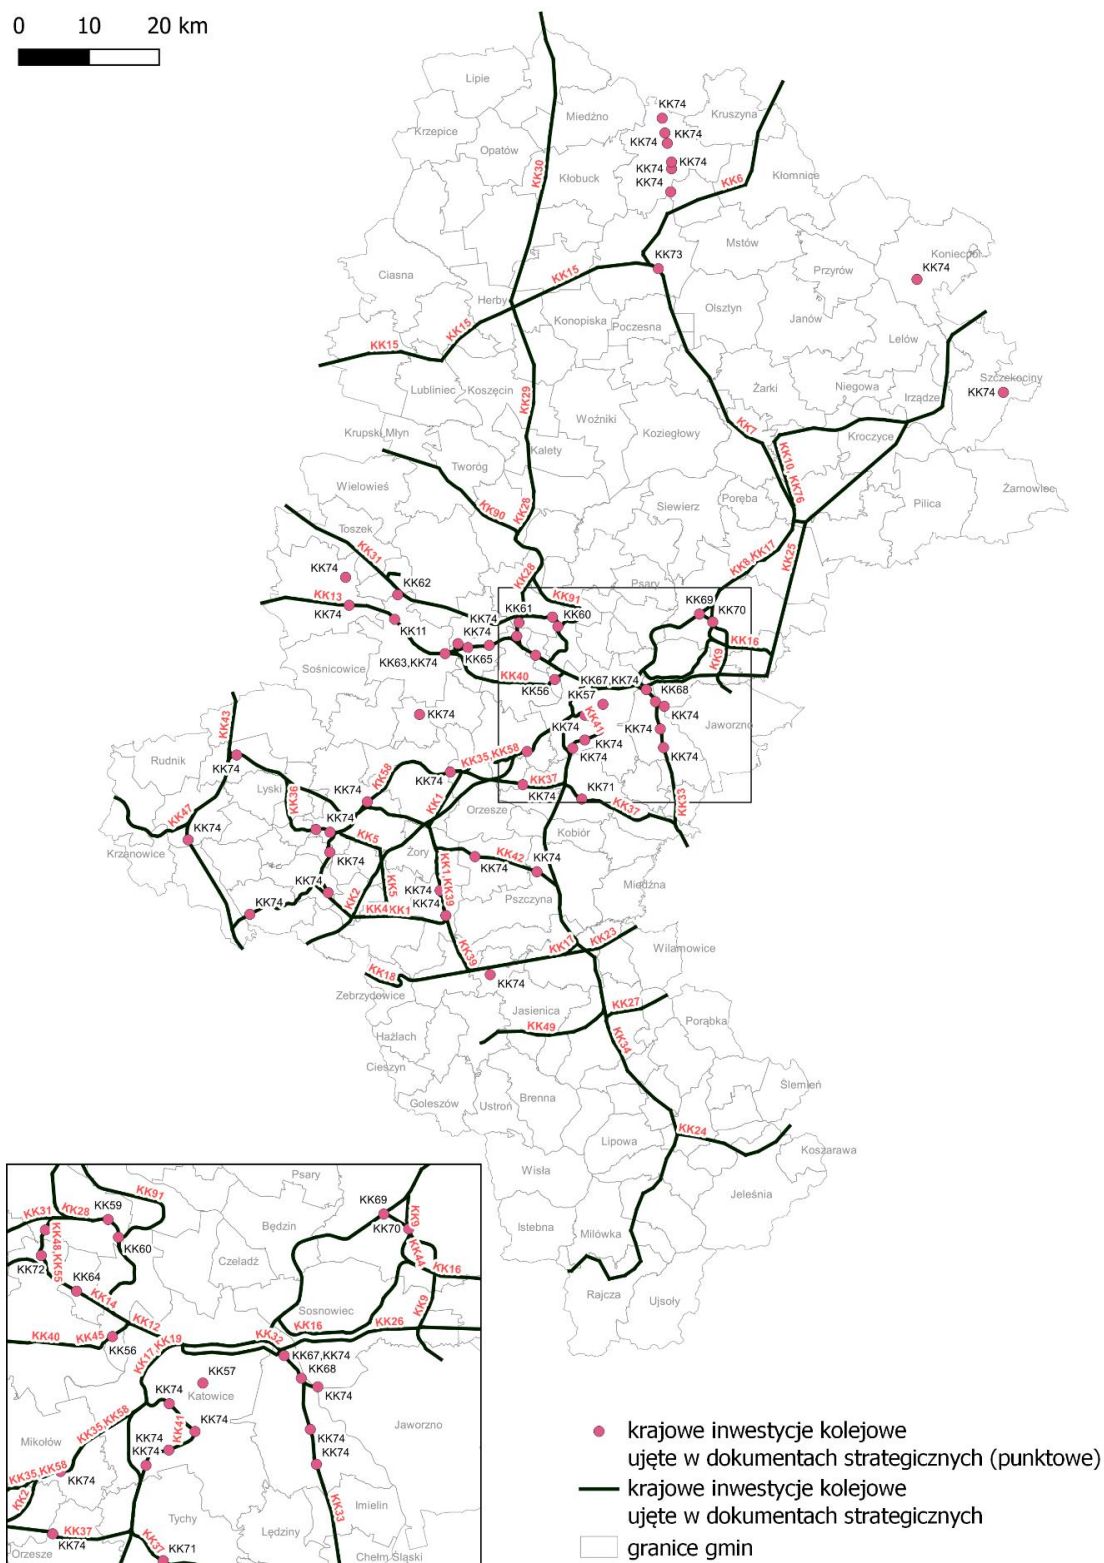 0 10 20 km
Lipie
Miedźno
KK74
Kruszyna
Krzepice
KK74
KK74
Opatów
KK74
KK74
KK30
Kłobuck
KK74
KK6
Kłomnice
Mstów
Koniecpol
KK73
Przyrów
KK74
Ciasna
KK15
Herby
Olsztyn
Janów
Konopiska
Poczesna
KK15
Lelów
KK15
Szczekociny
Lubliniec
Koszęcin
Żarki
Niegowa
KK74
KK29
Irządze
Woźniki
Krupski Młyn
Koziegłowy
KK7
Kroczyce
Kalety
Tworóg
KK10, KK76
Wielowieś
Żarnowiec
Poręba
Pilica
Siewierz
KK90
KK28
Toszek
KK31
KK8,KK17
KK25
KK74
KK28
Psary
KK62
KK91
KK13
KK69
KK74
KK61
KK60
KK70
KK74
KK11
KK74
KK16
KK63,KK74
KK65
KK9
Sośnicowice
KK40
KK67,KK74
KK56
KK68
KK57
KK74
KK74
KK43
KK74
KK41
Jaworzno
KK74
KK74
KK35,KK58
KK74
KK74
Rudnik
KK74
KK58
Lyski
KK74
KK74
KK37
KK71
KK36
KK1
KK74
Orzesze
KK37
KK33
KK47
KK74
KK74
Kobiór
KK5
Krzanowice
Żory
KK42
KK74
KK74
KK74
Miedźna
KK74
KK2
KK5
KK1,KK39
KK74
Pszczyna
KK74
KK4
KK1
KK74
KK39
KK17
KK23
Wilamowice
KK18
KK74
Zebrzydowice
Jasienica
KK27
Porąbka
KK49
Hażlach
KK34
Cieszyn
Ślemień
Goleszów
Ustroń
Brenna
KK24
Lipowa
Koszarawa
Wisła
Jeleśnia
Istebna
Milówka
Rajcza
Ujsoły
Psary
KK91
KK69
KK31
KK28
KK59
Będzin
KK9
KK70
KK60
KK48,KK55
Czeladź
KK44
KK72
KK64
KK16
KK14
Sosnowiec
KK9
KK12
KK16
KK26
KK40
KK45
KK32
KK56
KK17,KK19
KK67,KK74
KK57
KK68
KK74
Katowice
KK74
KK74
KK35,KK58
KK41
Jaworzno
Mikołów
KK74
KK74
KK74
KK74
KK35,KK58
KK74
KK2
Imielin
KK33
Tychy
KK37
Lędziny
KK74
KK37
Orzesze
KK71
Chełm Śląski
krajowe inwestycje kolejowe
ujęte w dokumentach strategicznych (punktowe)
krajowe inwestycje kolejowe
ujęte w dokumentach strategicznych
granice gmin